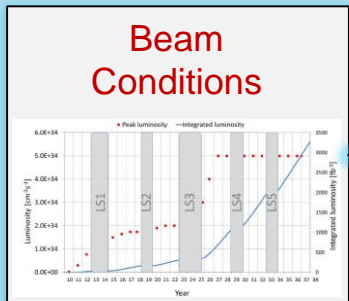 Beam
Conditions
Peak luminosity Integrated luminosity
6.0E+34
5.0E+34
4.0E+34
3.0E+34
2.0E+34
1.0E+34
0.0E+00
Luminosity [cm⁻²s⁻¹]
LS1
LS2
LS3
LS4
LS5
3500
3000
2500
2000
1500
1000
500
0
Integrated luminosity [fb⁻¹]
10 11 12 13 14 15 16 17 18 19 20 21 22 23 24 25 26 27 28 29 30 31 32 33 34 35 36 37 38
Year